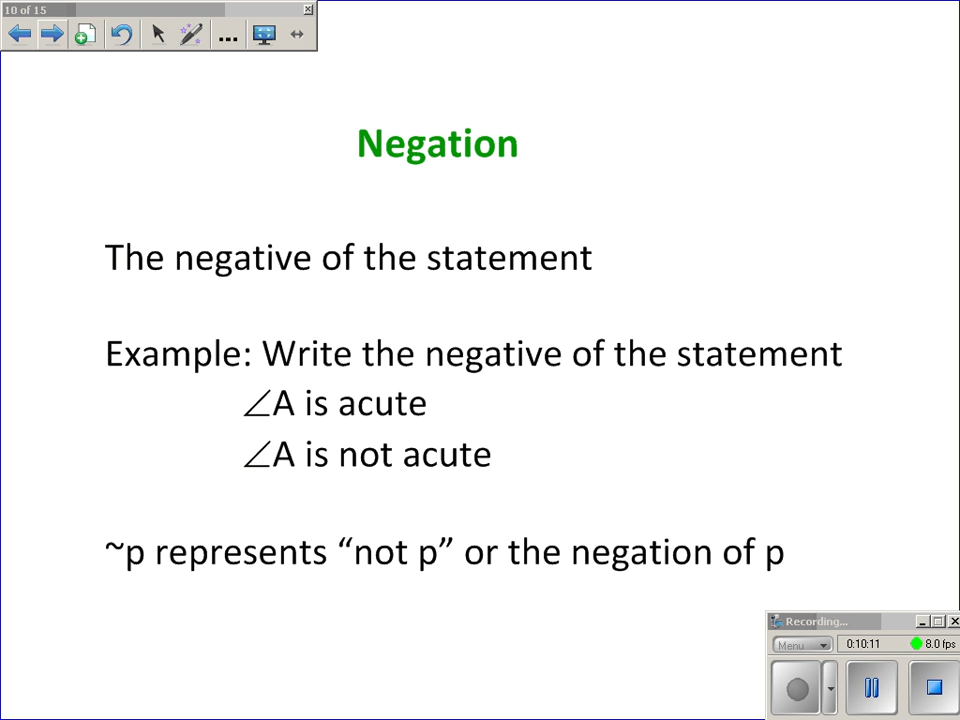 10 of 15
...
Negation
The negative of the statement
Example: Write the negative of the statement
∠A is acute
∠A is not acute
~p represents “not p” or the negation of p
Recording...
Menu 0:10:11 8.0 fps